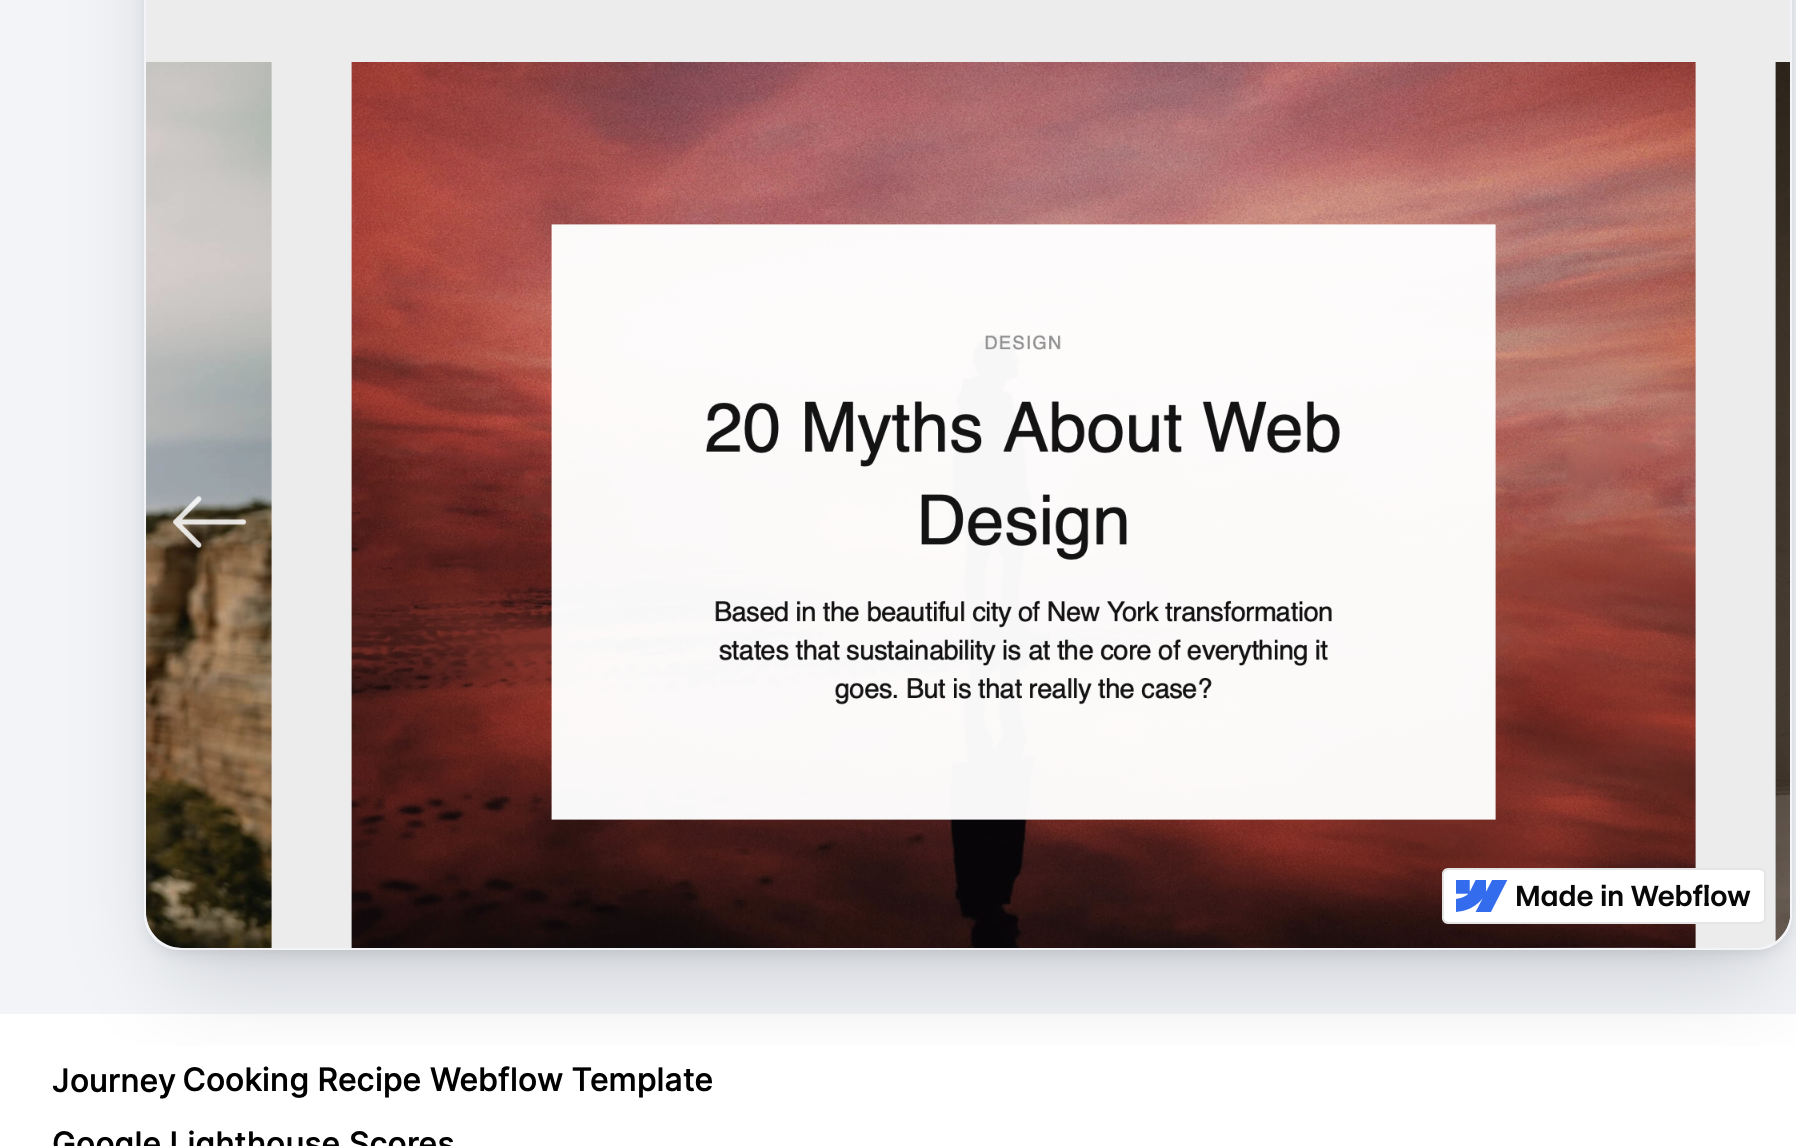 DESIGN
20 Myths About Web
Design
Based in the beautiful city of New York transformation
states that sustainability is at the core of everything it
goes. But is that really the case?
Made in Webflow
Journey Cooking Recipe Webflow Template
Google Lighthouse Scores